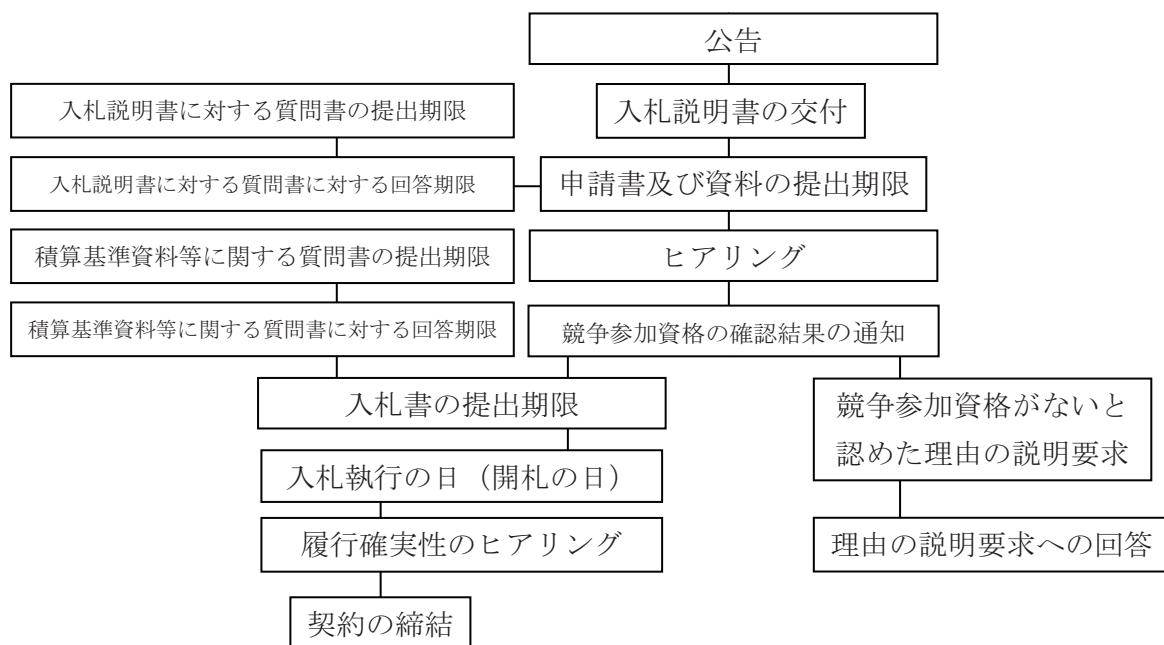 公告
入札説明書に対する質問書の提出期限
入札説明書の交付
入札説明書に対する質問書に対する回答期限
申請書及び資料の提出期限
積算基準資料等に関する質問書の提出期限
ヒアリング
積算基準資料等に関する質問書に対する回答期限
競争参加資格の確認結果の通知
入札書の提出期限
競争参加資格がないと
認めた理由の説明要求
入札執行の日（開札の日）
履行確実性のヒアリング
理由の説明要求への回答
契約の締結